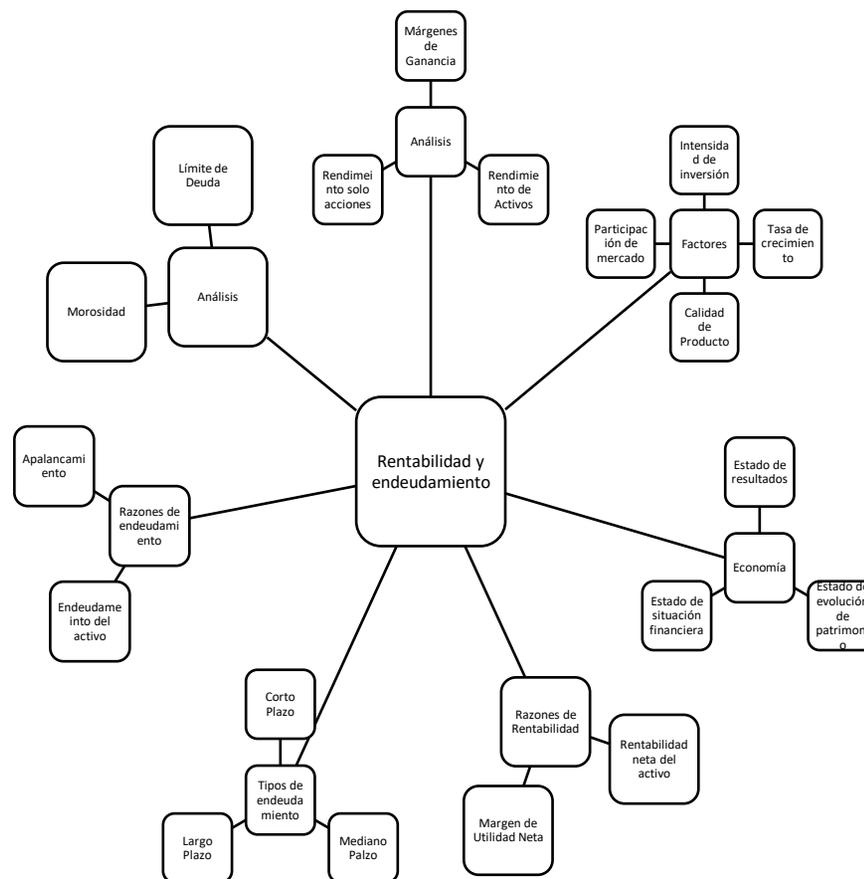 Márgenes
de
Ganancia
Análisis
Rendimei
nto solo
acciones
Rendimie
nto de
Activos
Intensida
d de
inversión
Participac
ión de
mercado
Factores
Tasa de
crecimien
to
Calidad
de
Producto
Límite de
Deuda
Análisis
Morosidad
Rentabilidad y
endeudamiento
Apalancami
ento
Razones de
endeudami
ento
Endeudame
into del
activo
Estado de
resultados
Economía
Estado de
situación
financiera
Estado de
evolución
de
patrimoni
o
Corto
Plazo
Tipos de
endeuda
miento
Largo
Plazo
Mediano
Palzo
Razones de
Rentabilidad
Rentabilidad
neta del
activo
Margen de
Utilidad Neta